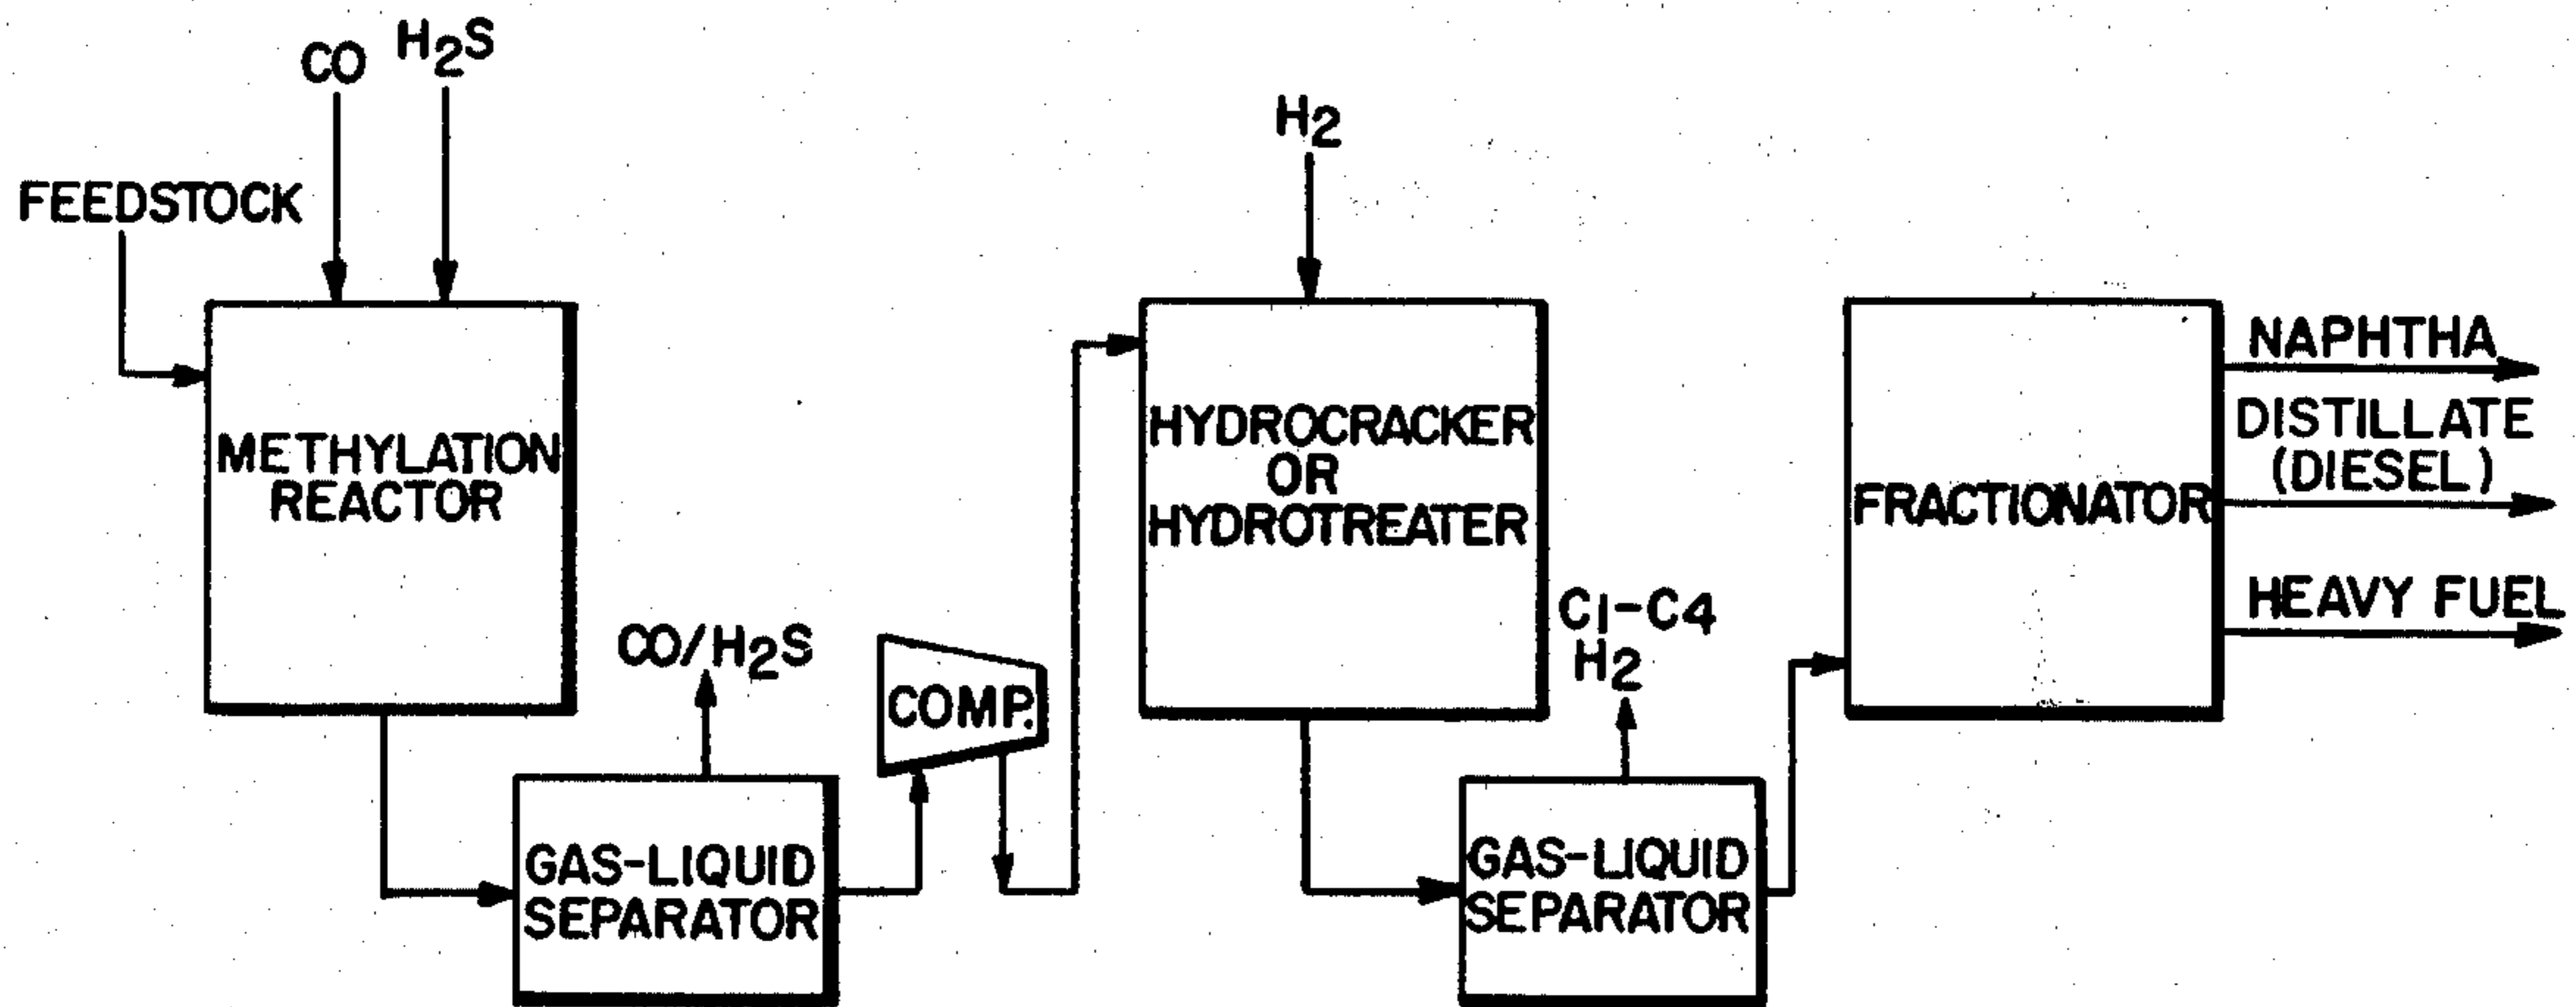 CO
H2S
FEEDSTOCK
METHYLATION
REACTOR
CO/H2S
GAS-LIQUID
SEPARATOR
COMP.
H2
HYDROCRACKER
OR
HYDROTREATER
C1-C4
H2
GAS-LIQUID
SEPARATOR
FRACTIONATOR
NAPHTHA
DISTILLATE
(DIESEL)
HEAVY FUEL